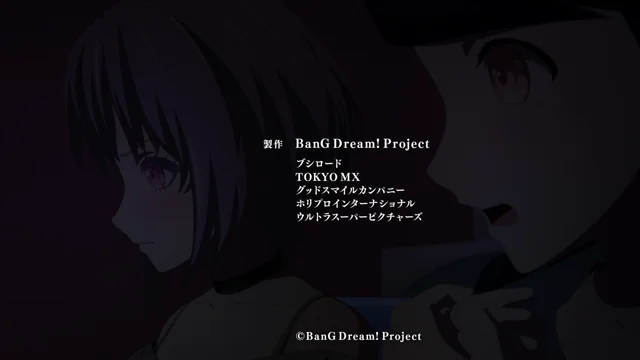 製作 BanG Dream! Project
ブシロード
TOKYO MX
グッドスマイルカンパニー
ホリプロインターナショナル
ウルトラスーパーピクチャーズ
©BanG Dream! Project